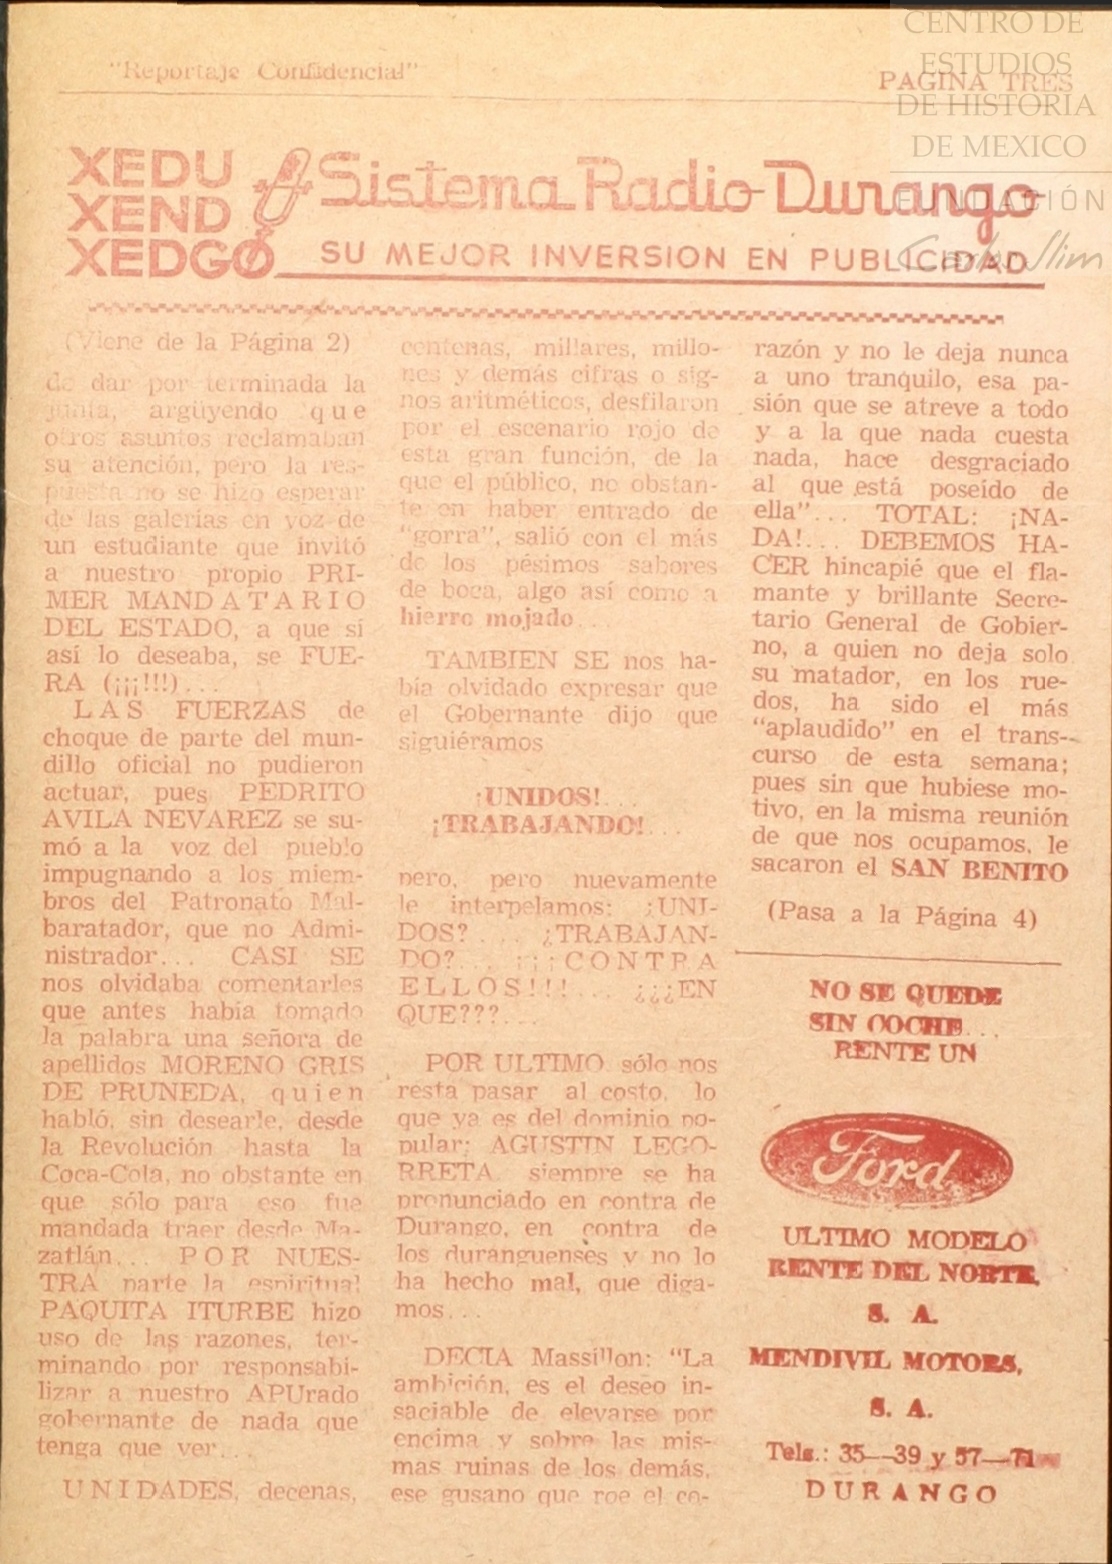 "Reportaje Confidencial"
PAGINA TRES
CENTRO DE
ESTUDIOS
DE HISTORIA
DE MEXICO
FUNDACIÓN
Carlos Slim
XEDU
XEND
XEDGO
Sistema Radio Durango
SU MEJOR INVERSION EN PUBLICIDAD
(Viene de la Página 2)
de dar por terminada la
junta, argüyendo que
otros asuntos reclamaban
su atención, pero la res-
puesta no se hizo esperar
de las galerías en voz de
un estudiante que invitó
a nuestro propio PRI-
MER MANDATARIO
DEL ESTADO, a que si
así lo deseaba, se FUE-
RA (¡¡¡!!!)...
LAS FUERZAS de
choque de parte del mun-
dillo oficial no pudieron
actuar, pues PEDRITO
AVILA NEVAREZ se su-
mó a la voz del pueblo
impugnando a los miem-
bros del Patronato Mal-
baratador, que no Admi-
nistrador... CASI SE
nos olvidaba comentarles
que antes había tomado
la palabra una señora de
apellidos MORENO GRIS
DE PRUNEDA, quien
habló, sin desearle, desde
la Revolución hasta la
Coca-Cola, no obstante en
que sólo para eso fue
mandada traer desde Ma-
zatlán... POR NUES-
TRA parte la espiritual
PAQUITA ITURBE hizo
uso de las razones, ter-
minando por responsabi-
lizar a nuestro APUrado
gobernante de nada que
tenga que ver...
UNIDADES, decenas,
centenas, millares, millo-
nes y demás cifras o sig-
nos aritméticos, desfilaron
por el escenario rojo de
esta gran función, de la
que el público, no obstan-
te en haber entrado de
"gorra", salió con el más
de los pésimos sabores
de boca, algo así como a
hierro mojado...
TAMBIEN SE nos ha-
bía olvidado expresar que
el Gobernante dijo que
siguiéramos
¡UNIDOS!...
¡TRABAJANDO!...
pero, pero nuevamente
le interpelamos: ¿UNI-
DOS?... ¿TRABAJAN-
DO?... ¡¡¡CONTRA
ELLOS!!!... ¿¿¿EN
QUE???...
POR ULTIMO sólo nos
resta pasar al costo, lo
que ya es del dominio po-
pular; AGUSTIN LEGO-
RRETA siempre se ha
pronunciado en contra de
Durango, en contra de
los duranguenses y no lo
ha hecho mal, que diga-
mos...
DECIA Massillon: "La
ambición, es el deseo in-
saciable de elevarse por
encima y sobre las mis-
mas ruinas de los demás,
ese gusano que roe el co-
razón y no le deja nunca
a uno tranquilo, esa pa-
sión que se atreve a todo
y a la que nada cuesta
nada, hace desgraciado
al que está poseído de
ella"... TOTAL: ¡NA-
DA!... DEBEMOS HA-
CER hincapié que el fla-
mante y brillante Secre-
tario General de Gobier-
no, a quien no deja solo
su matador, en los rue-
dos, ha sido el más
"aplaudido" en el trans--
curso de esta semana;
pues sin que hubiese mo-
tivo, en la misma reunión
de que nos ocupamos, le
sacaron el SAN BENITO
(Pasa a la Página 4)
NO SE QUEDE
SIN COCHE...
RENTE UN
Ford
ULTIMO MODELO
RENTE DEL NORTE,
S. A.
MENDIVIL MOTORS,
S. A.
Tels.: 35—39 y 57—71
DURANGO